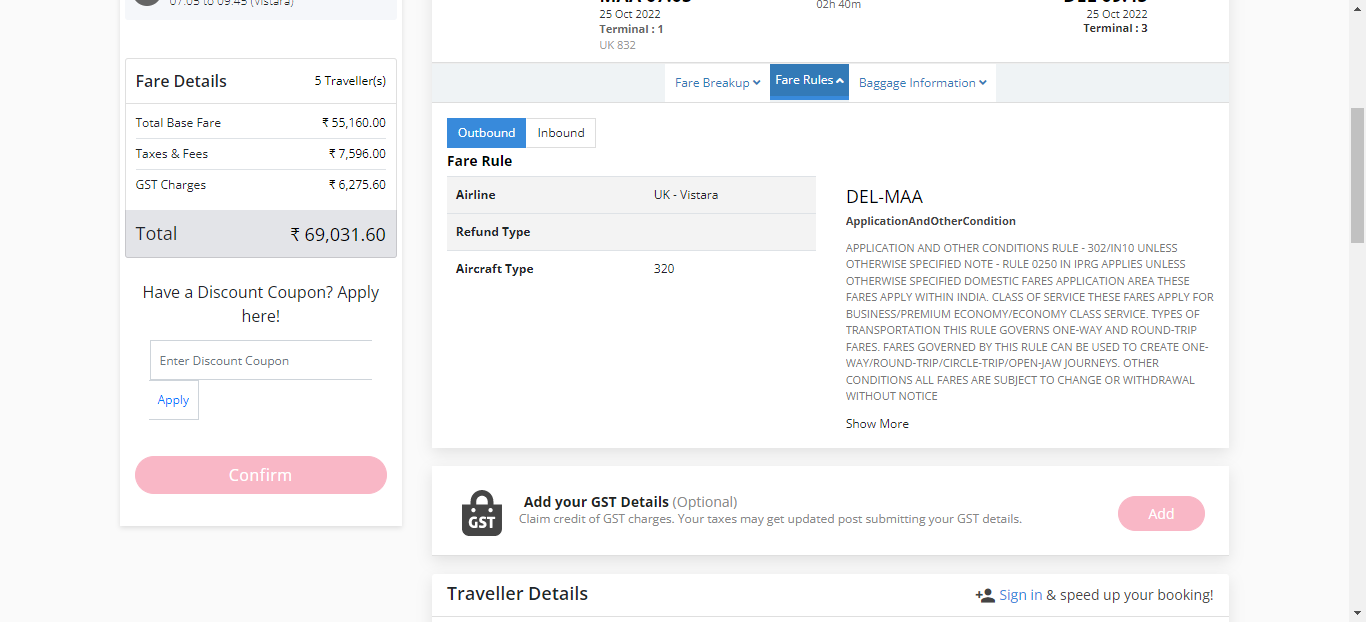 07:05 to 09:45 (Vistara)
Fare Details
5 Traveller(s)
Total Base Fare
₹ 55,160.00
Taxes & Fees
₹ 7,596.00
GST Charges
₹ 6,275.60
Total
₹ 69,031.60
Have a Discount Coupon? Apply
here!
Enter Discount Coupon
Apply
Confirm
MAA 07:05
25 Oct 2022
Terminal : 1
UK 832
02h 40m
DEL 09:45
25 Oct 2022
Terminal : 3
Fare Breakup
Fare Rules
Baggage Information
Outbound
Inbound
Fare Rule
Airline
UK - Vistara
Refund Type
Aircraft Type
320
DEL-MAA
ApplicationAndOtherCondition
APPLICATION AND OTHER CONDITIONS RULE - 302/IN10 UNLESS
OTHERWISE SPECIFIED NOTE - RULE 0250 IN IPRG APPLIES UNLESS
OTHERWISE SPECIFIED DOMESTIC FARES APPLICATION AREA THESE
FARES APPLY WITHIN INDIA. CLASS OF SERVICE THESE FARES APPLY FOR
BUSINESS/PREMIUM ECONOMY/ECONOMY CLASS SERVICE. TYPES OF
TRANSPORTATION THIS RULE GOVERNS ONE-WAY AND ROUND-TRIP
FARES. FARES GOVERNED BY THIS RULE CAN BE USED TO CREATE ONE-
WAY/ROUND-TRIP/CIRCLE-TRIP/OPEN-JAW JOURNEYS. OTHER
CONDITIONS ALL FARES ARE SUBJECT TO CHANGE OR WITHDRAWAL
WITHOUT NOTICE
Show More
GST
Add your GST Details (Optional)
Claim credit of GST charges. Your taxes may get updated post submitting your GST details.
Add
Traveller Details
Sign in & speed up your booking!